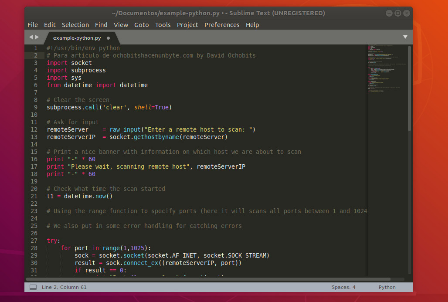 ~/Documentos/example-python.py - Sublime Text (UNREGISTERED)
File Edit Selection Find View Goto Tools Project Preferences Help
example-python.py
1 #!/usr/bin/env python
2 # Para articulo de ochobitshacenunbyte.com by David Ochobits
3 import socket
4 import subprocess
5 import sys
6 from datetime import datetime
7
8 # Clear the screen
9 subprocess.call('clear', shell=True)
10
11 # Ask for input
12 remoteServer = raw_input("Enter a remote host to scan: ")
13 remoteServerIP = socket.gethostbyname(remoteServer)
14
15 # Print a nice banner with information on which host we are about to scan
16 print "-" * 60
17 print "Please wait, scanning remote host", remoteServerIP
18 print "-" * 60
19
20 # Check what time the scan started
21 t1 = datetime.now()
22
23 # Using the range function to specify ports (here it will scans all ports between 1 and 1024
24
25 # We also put in some error handling for catching errors
26
27 try:
28 for port in range(1,1025):
29 sock = socket.socket(socket.AF_INET, socket.SOCK_STREAM)
30 result = sock.connect_ex((remoteServerIP, port))
31 if result == 0:
Line 2, Column 61 Spaces: 4 Python